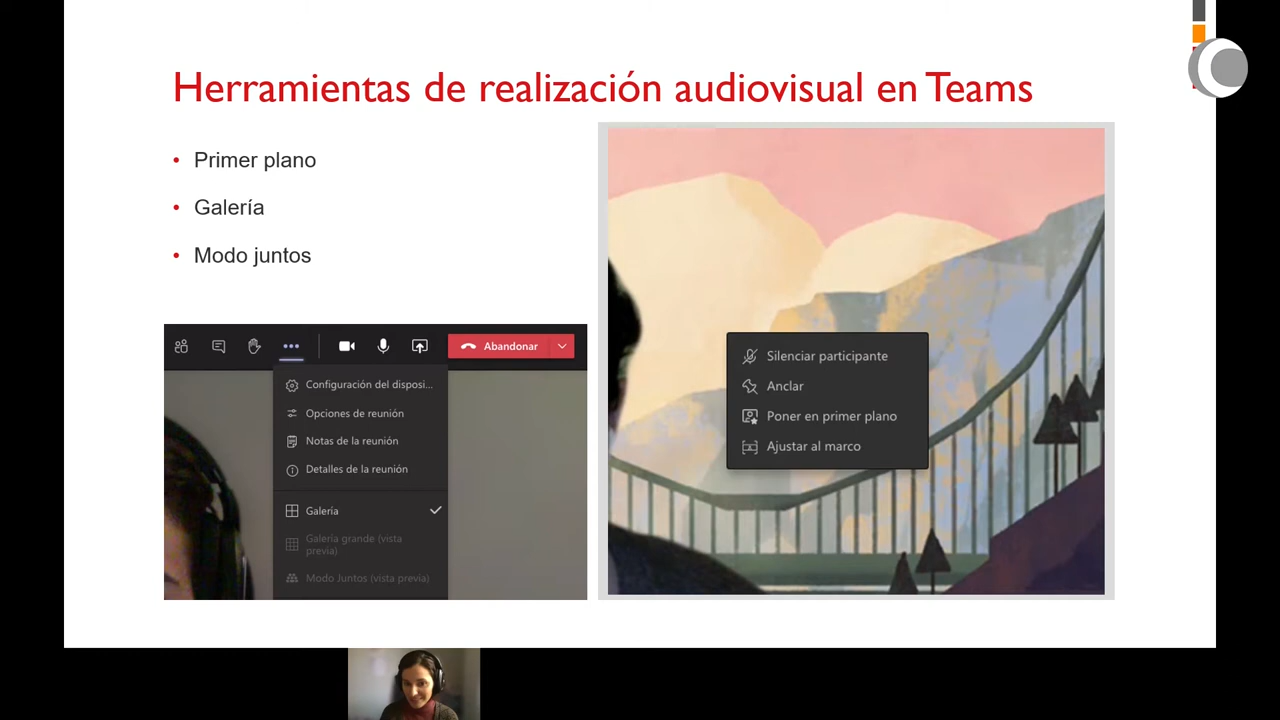 Herramientas de realización audiovisual en Teams
• Primer plano
• Galería
• Modo juntos
Abandonar
Configuración del disposi...
Opciones de reunión
Notas de la reunión
Detalles de la reunión
Galería
Galería grande (vista
previa)
Modo Juntos (vista previa)
Silenciar participante
Anclar
Poner en primer plano
Ajustar al marco